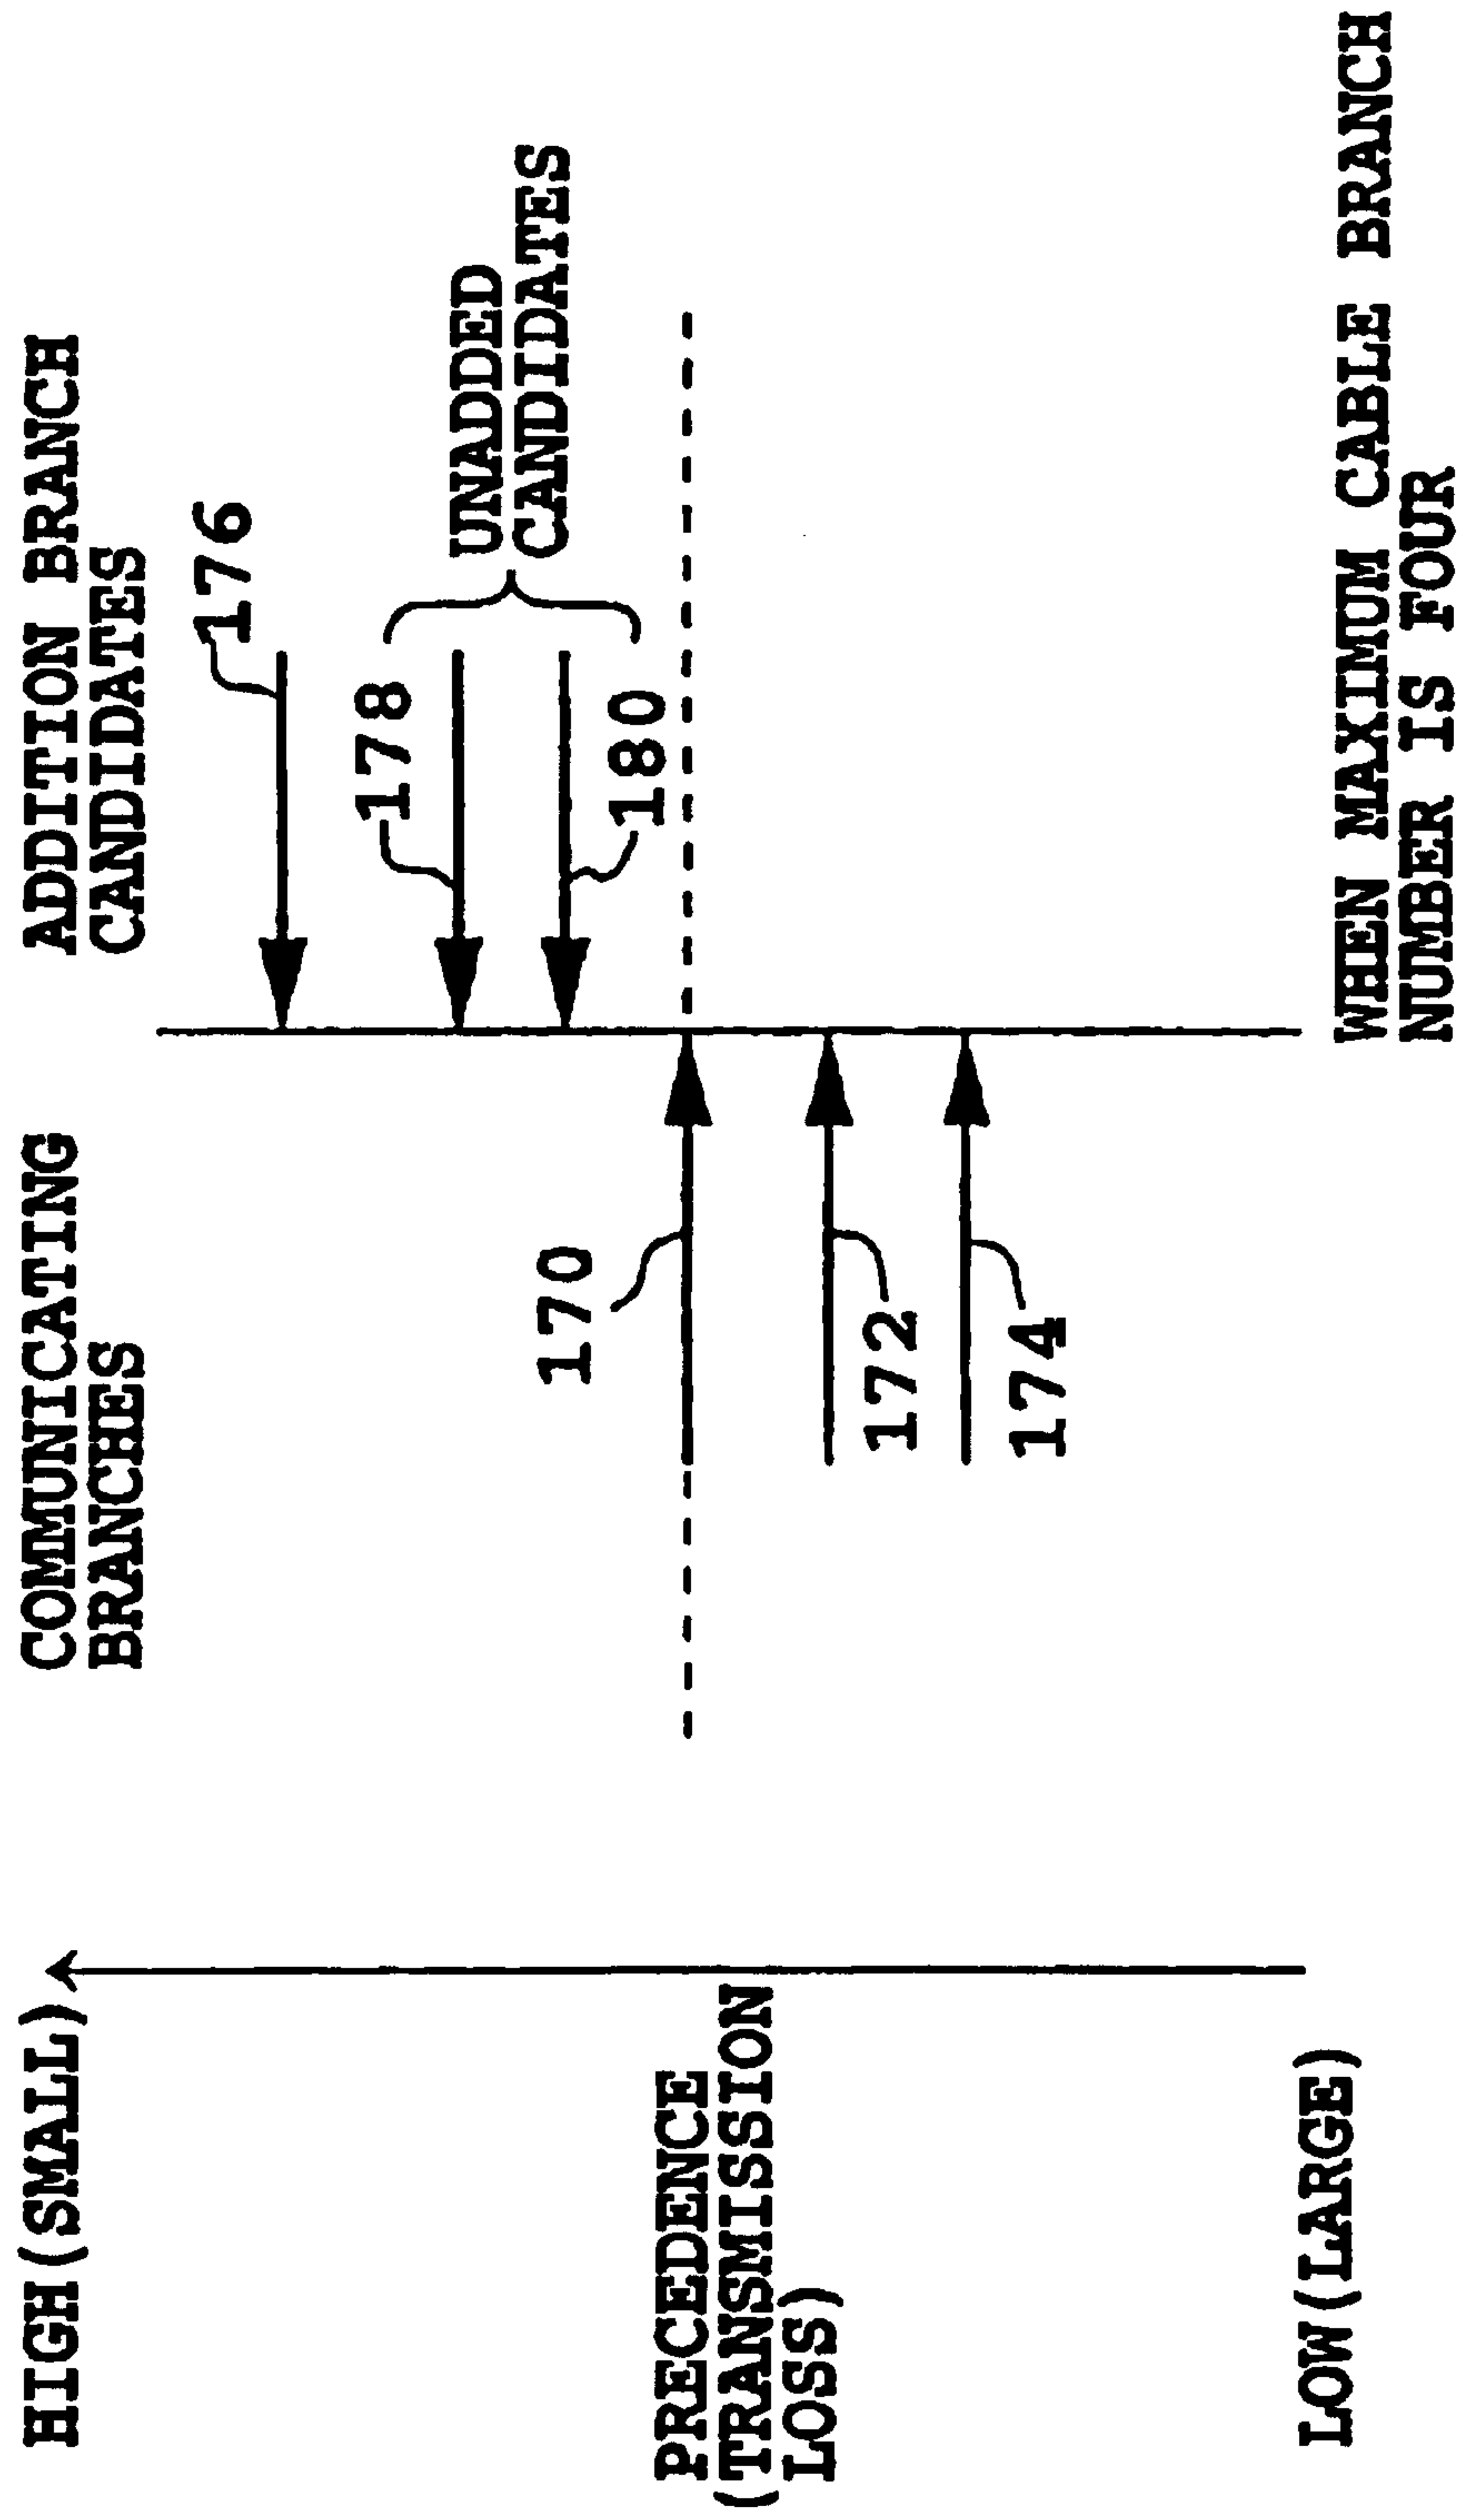 HIGH(SMALL)
COMMUNICATING
BRANCHES
ADDITION BRANCH
CANDIDATES
176
178
UNADDED
CANDIDATES
170
180
PRECEDENCE
(TRANSMISSION
LOSS)
172
174
LOW(LARGE)
WHEN MAXIMUM CABLE BRANCH
NUMBER IS FOUR